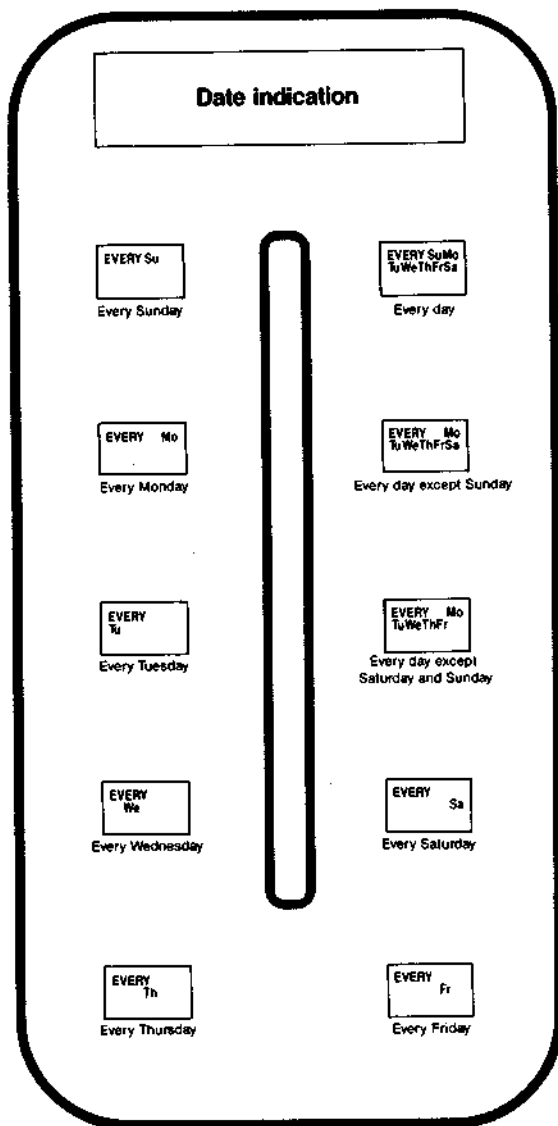 Date indication
EVERY Su
Every Sunday
EVERY Mo
Every Monday
EVERY
Tu
Every Tuesday
EVERY
We
Every Wednesday
EVERY
Th
Every Thursday
EVERY SuMo
TuWeThFrSa
Every day
EVERY Mo
TuWeThFrSa
Every day except Sunday
EVERY Mo
TuWeThFr
Every day except
Saturday and Sunday
EVERY
Sa
Every Saturday
EVERY
Fr
Every Friday